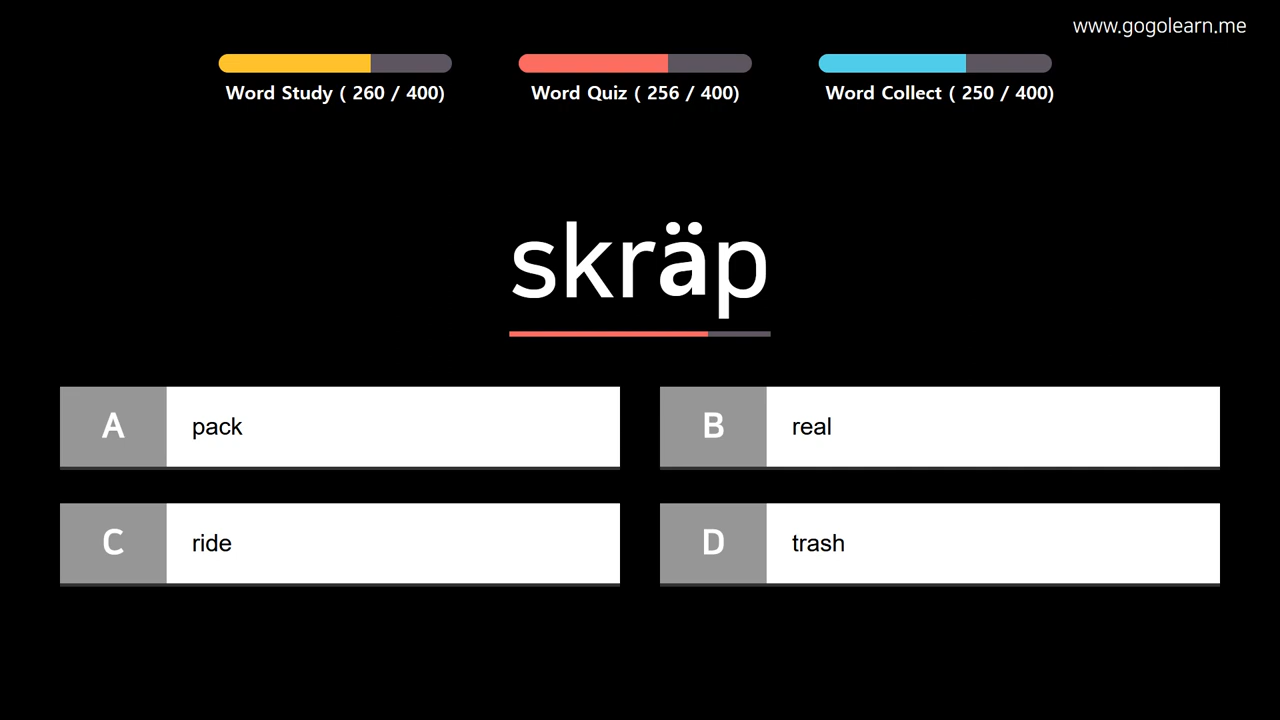 www.gogolearn.me
Word Study ( 260 / 400)
Word Quiz ( 256 / 400)
Word Collect ( 250 / 400)
skräp
A
pack
B
real
C
ride
D
trash